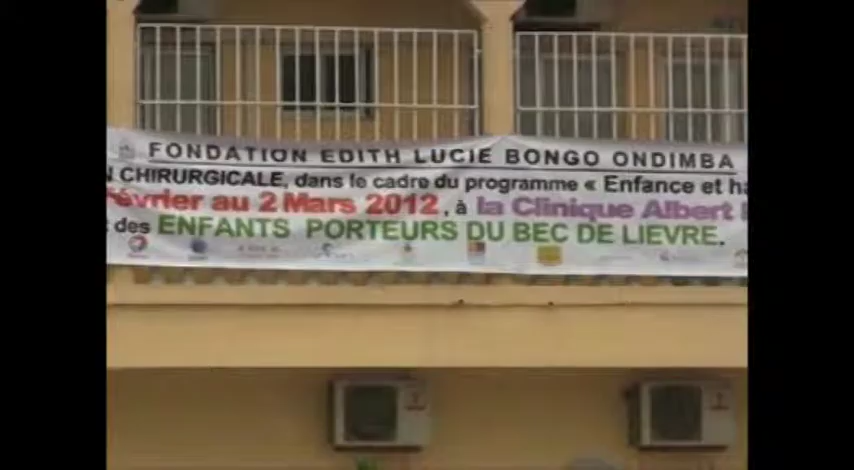 FONDATION EDITH LUCIE BONGO ONDIMBA
N CHIRURGICALE, dans le cadre du programme « Enfance et ha
Février au 2 Mars 2012, à la Clinique Albert
des ENFANTS PORTEURS DU BEC DE LIEVRE.